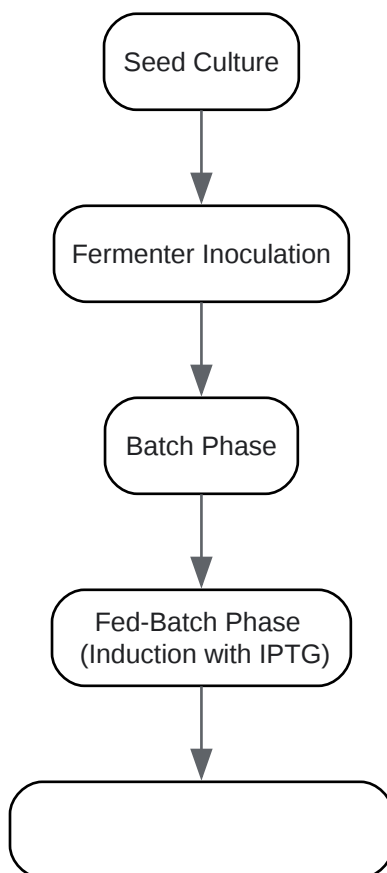 Seed Culture
Fermenter Inoculation
Batch Phase
Fed-Batch Phase
(Induction with IPTG)